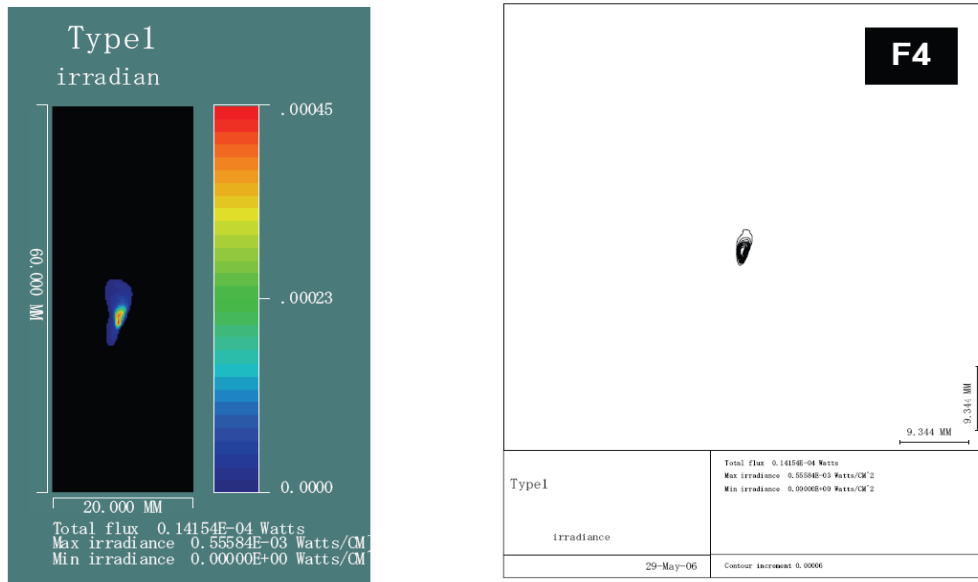 Type1
irradian
.00045
60.000 MM
.00023
0.0000
20.000 MM
Total flux 0.14154E-04 Watts
Max irradiance 0.55584E-03 Watts/CM^
Min irradiance 0.00000E+00 Watts/CM^
F4
9.344 MM
9.344 MM
Type1
irradiance
29-May-06
Total flux 0.14154E-04 Watts
Max irradiance 0.55584E-03 Watts/CM^2
Min irradiance 0.00000E+00 Watts/CM^2
Contour increment 0.00006